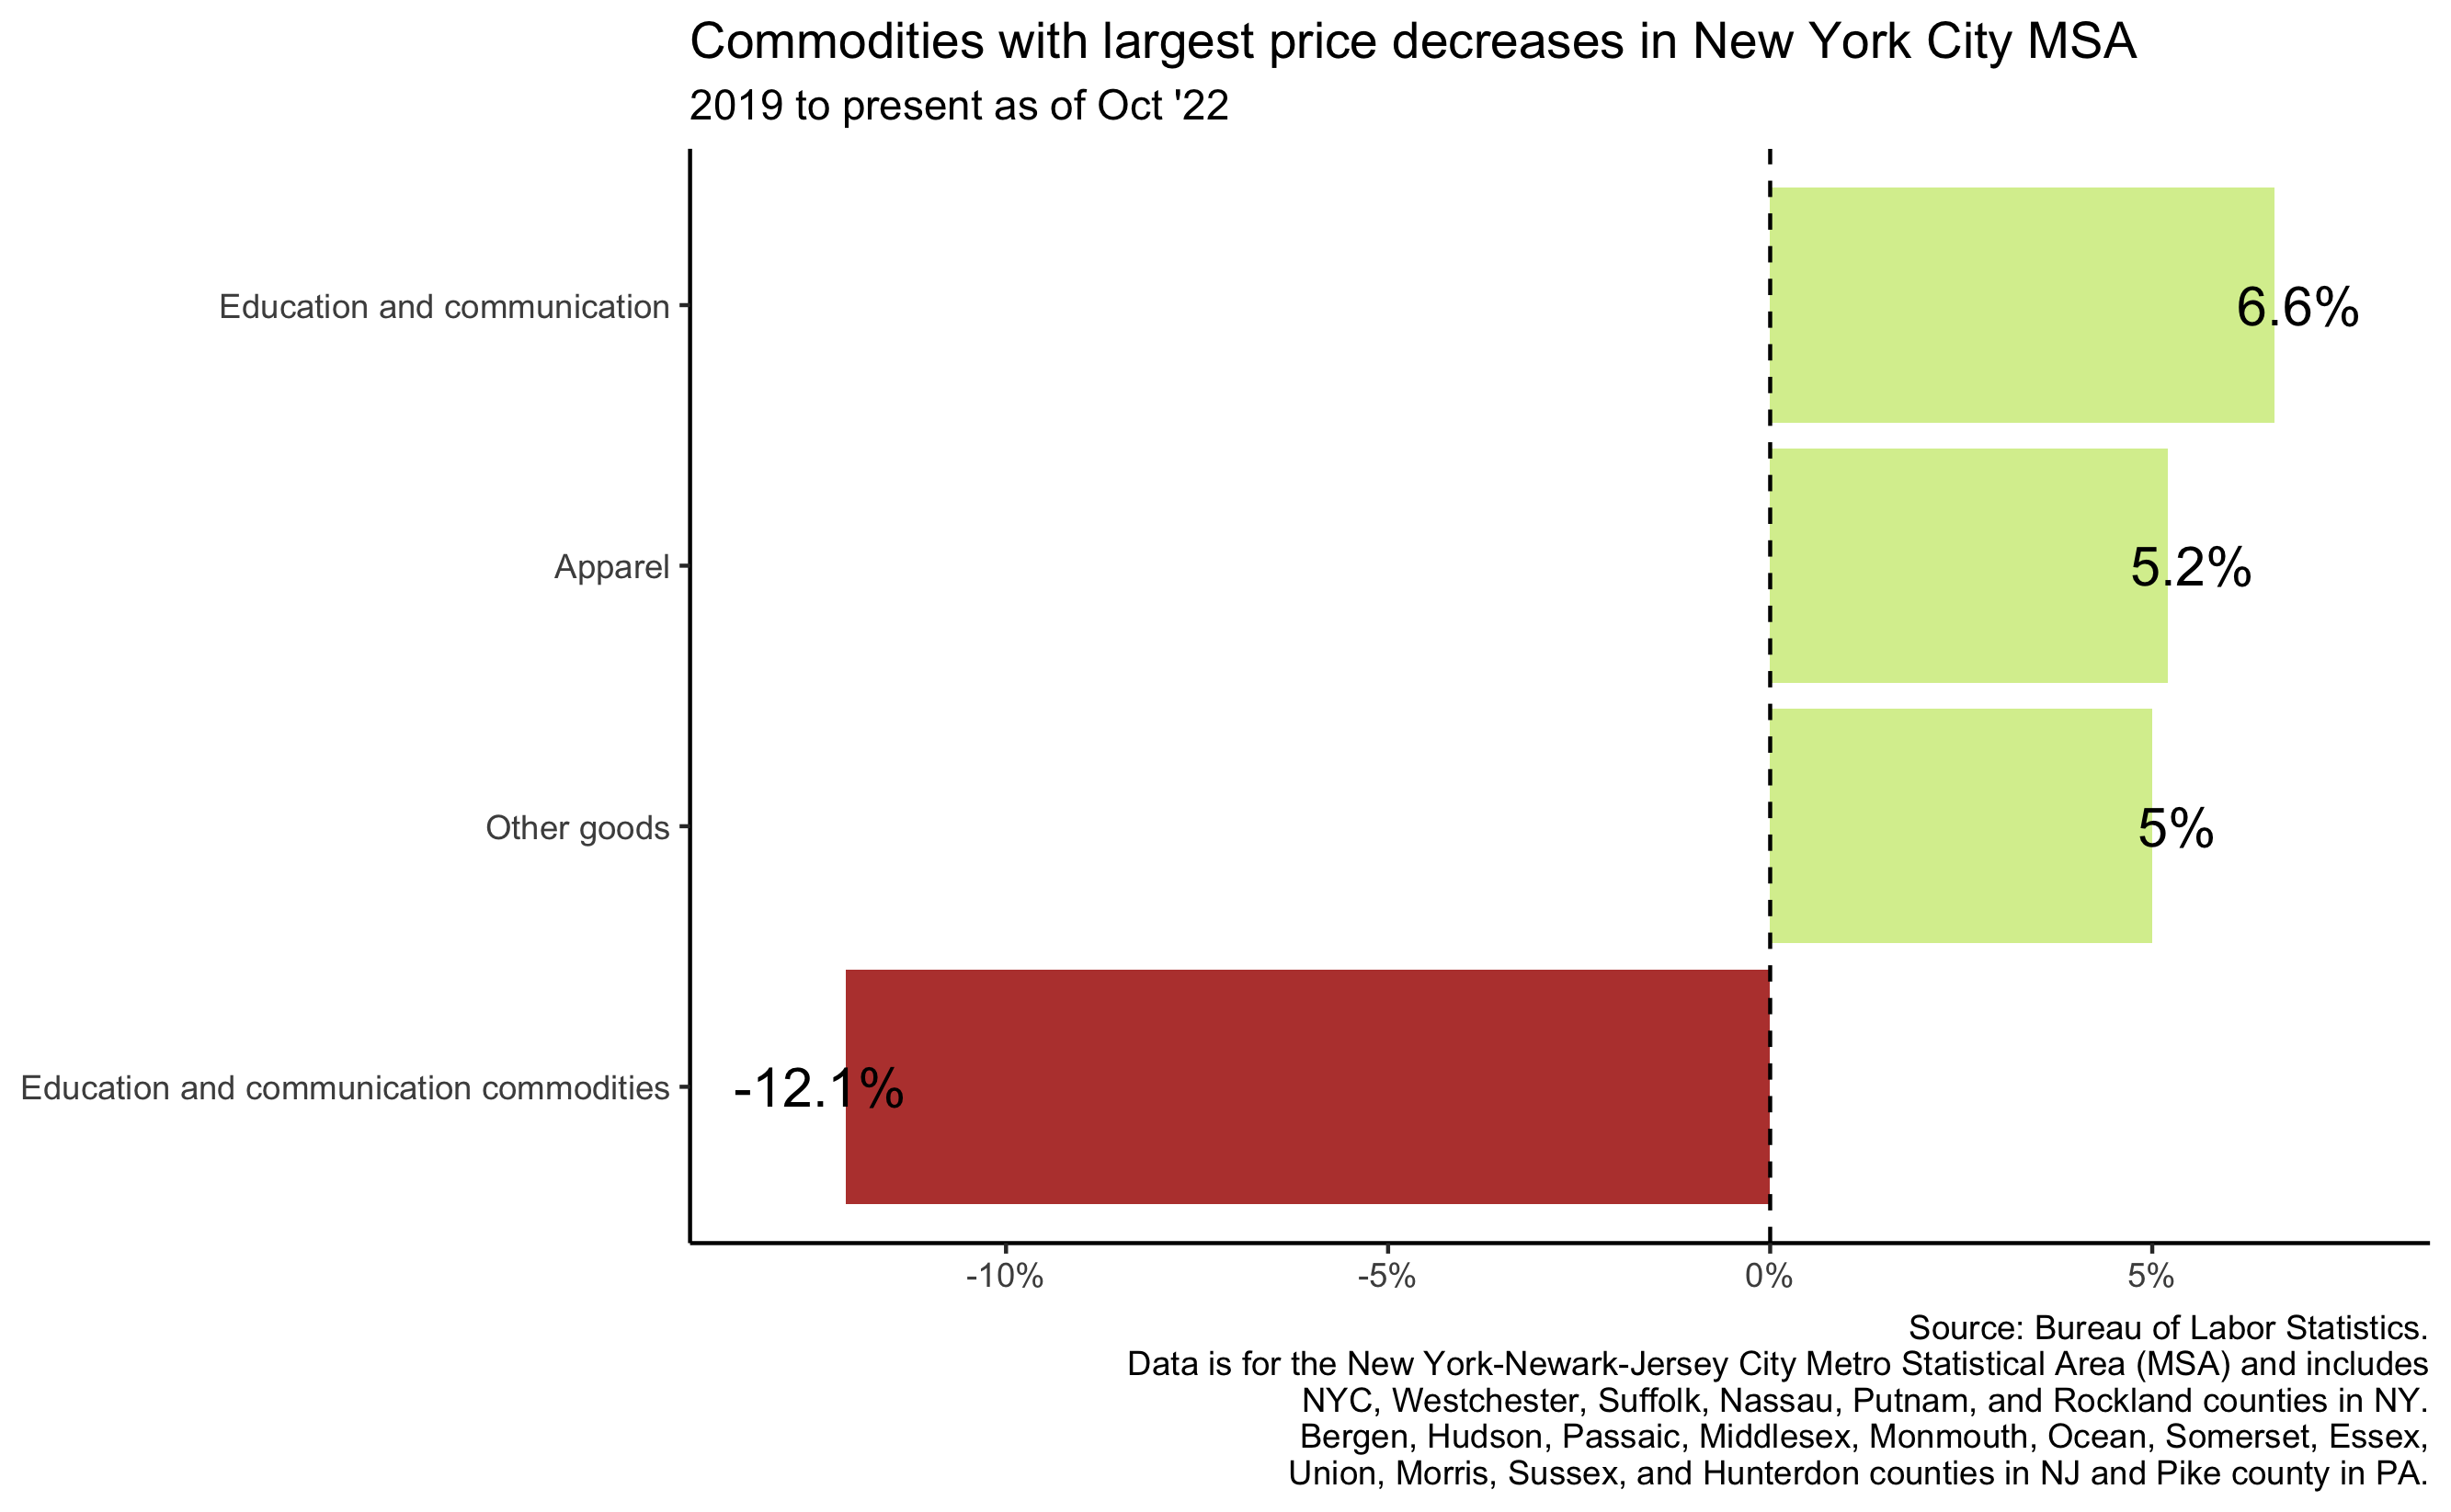 Commodities with largest price decreases in New York City MSA
2019 to present as of Oct '22
Education and communication
6.6%
Apparel
5.2%
Other goods
5%
Education and communication commodities
-12.1%
-10%
-5%
0%
5%
Source: Bureau of Labor Statistics.
Data is for the New York-Newark-Jersey City Metro Statistical Area (MSA) and includes
NYC, Westchester, Suffolk, Nassau, Putnam, and Rockland counties in NY.
Bergen, Hudson, Passaic, Middlesex, Monmouth, Ocean, Somerset, Essex,
Union, Morris, Sussex, and Hunterdon counties in NJ and Pike county in PA.